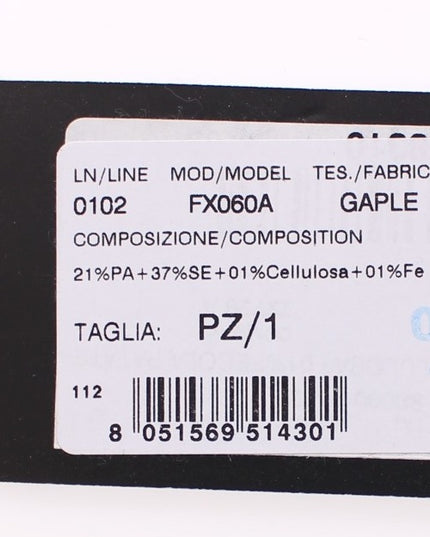 LN/LINE MOD/MODEL TES./FABRIC
0102 FX060A GAPLE
COMPOSIZIONE/COMPOSITION
21%PA+37%SE+01%Cellulosa+01%Fe
TAGLIA: PZ/1
112
8 051569 514301